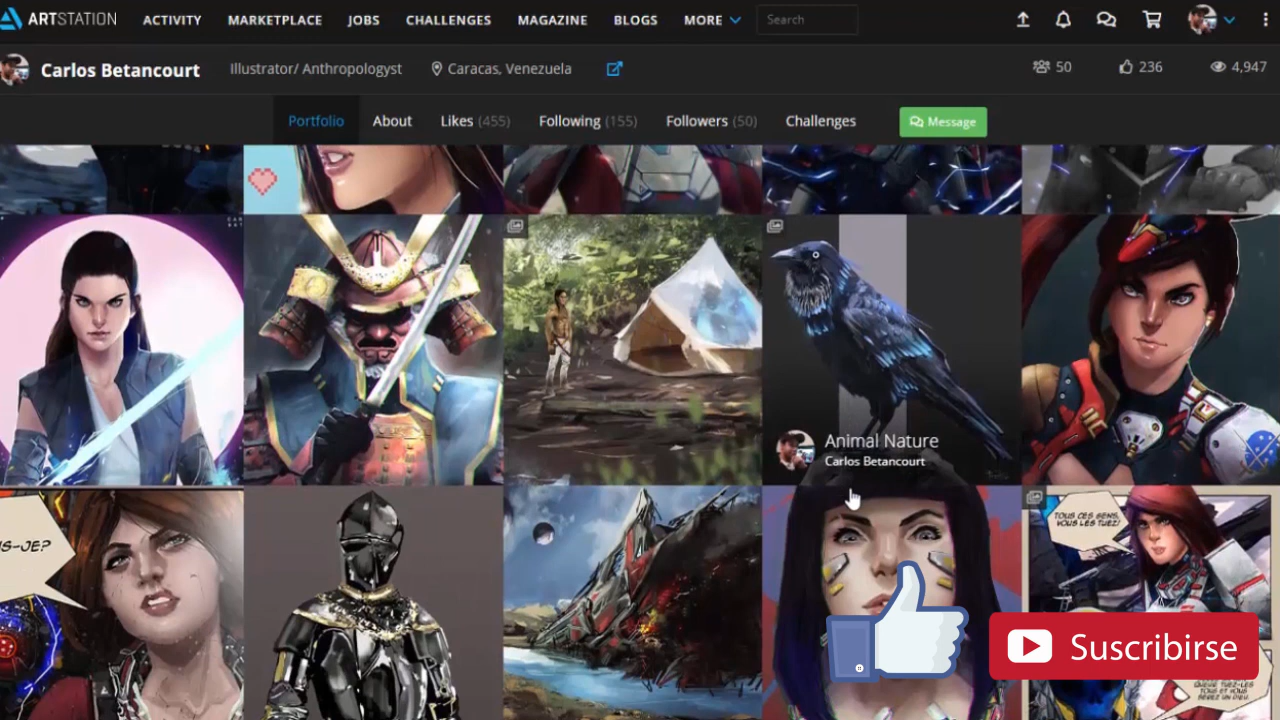 ARTSTATION ACTIVITY MARKETPLACE JOBS CHALLENGES MAGAZINE BLOGS MORE Search
Carlos Betancourt Illustrator/ Anthropologyst Caracas, Venezuela 50 236 4,947
Portfolio About Likes (455) Following (155) Followers (50) Challenges Message
Animal Nature
Carlos Betancourt
S-JE?
TOUS CES GENS,
VOUS LES TUEZ!
Suscribirse